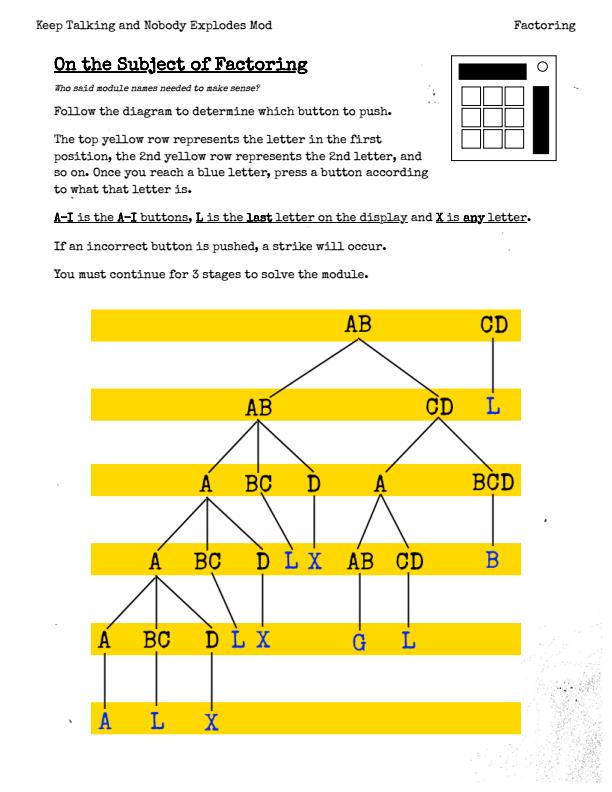 Keep Talking and Nobody Explodes Mod Factoring
On the Subject of Factoring
Who said module names needed to make sense?
Follow the diagram to determine which button to push.
The top yellow row represents the letter in the first
position, the 2nd yellow row represents the 2nd letter, and
so on. Once you reach a blue letter, press a button according
to what that letter is.
A-I is the A-I buttons, L is the last letter on the display and X is any letter.
If an incorrect button is pushed, a strike will occur.
You must continue for 3 stages to solve the module.
AB CD
AB CD L
A BC D A BCD
A BC D L X AB CD B
A BC D L X G L
A L X